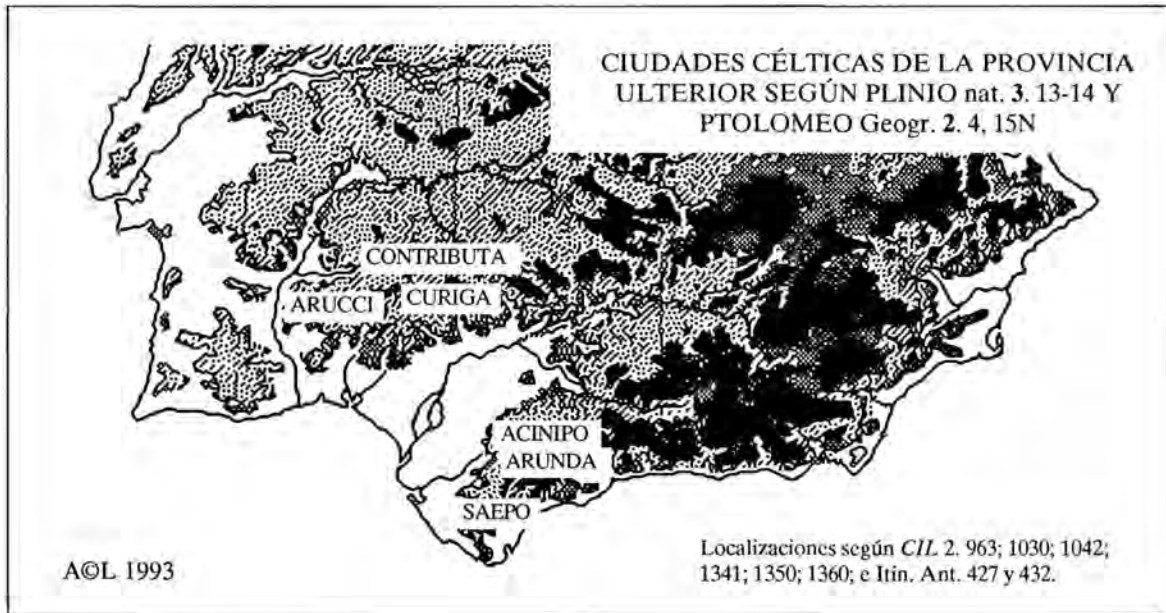 CIUDADES CÉLTICAS DE LA PROVINCIA
ULTERIOR SEGÚN PLINIO nat. 3. 13-14 Y
PTOLOMEO Geogr. 2. 4, 15N
CONTRIBUTA
ARUCCI
CURIGA
ACINIPO
ARUNDA
SAEPO
A©L 1993
Localizaciones según CIL 2. 963; 1030; 1042;
1341; 1350; 1360; e Itin. Ant. 427 y 432.